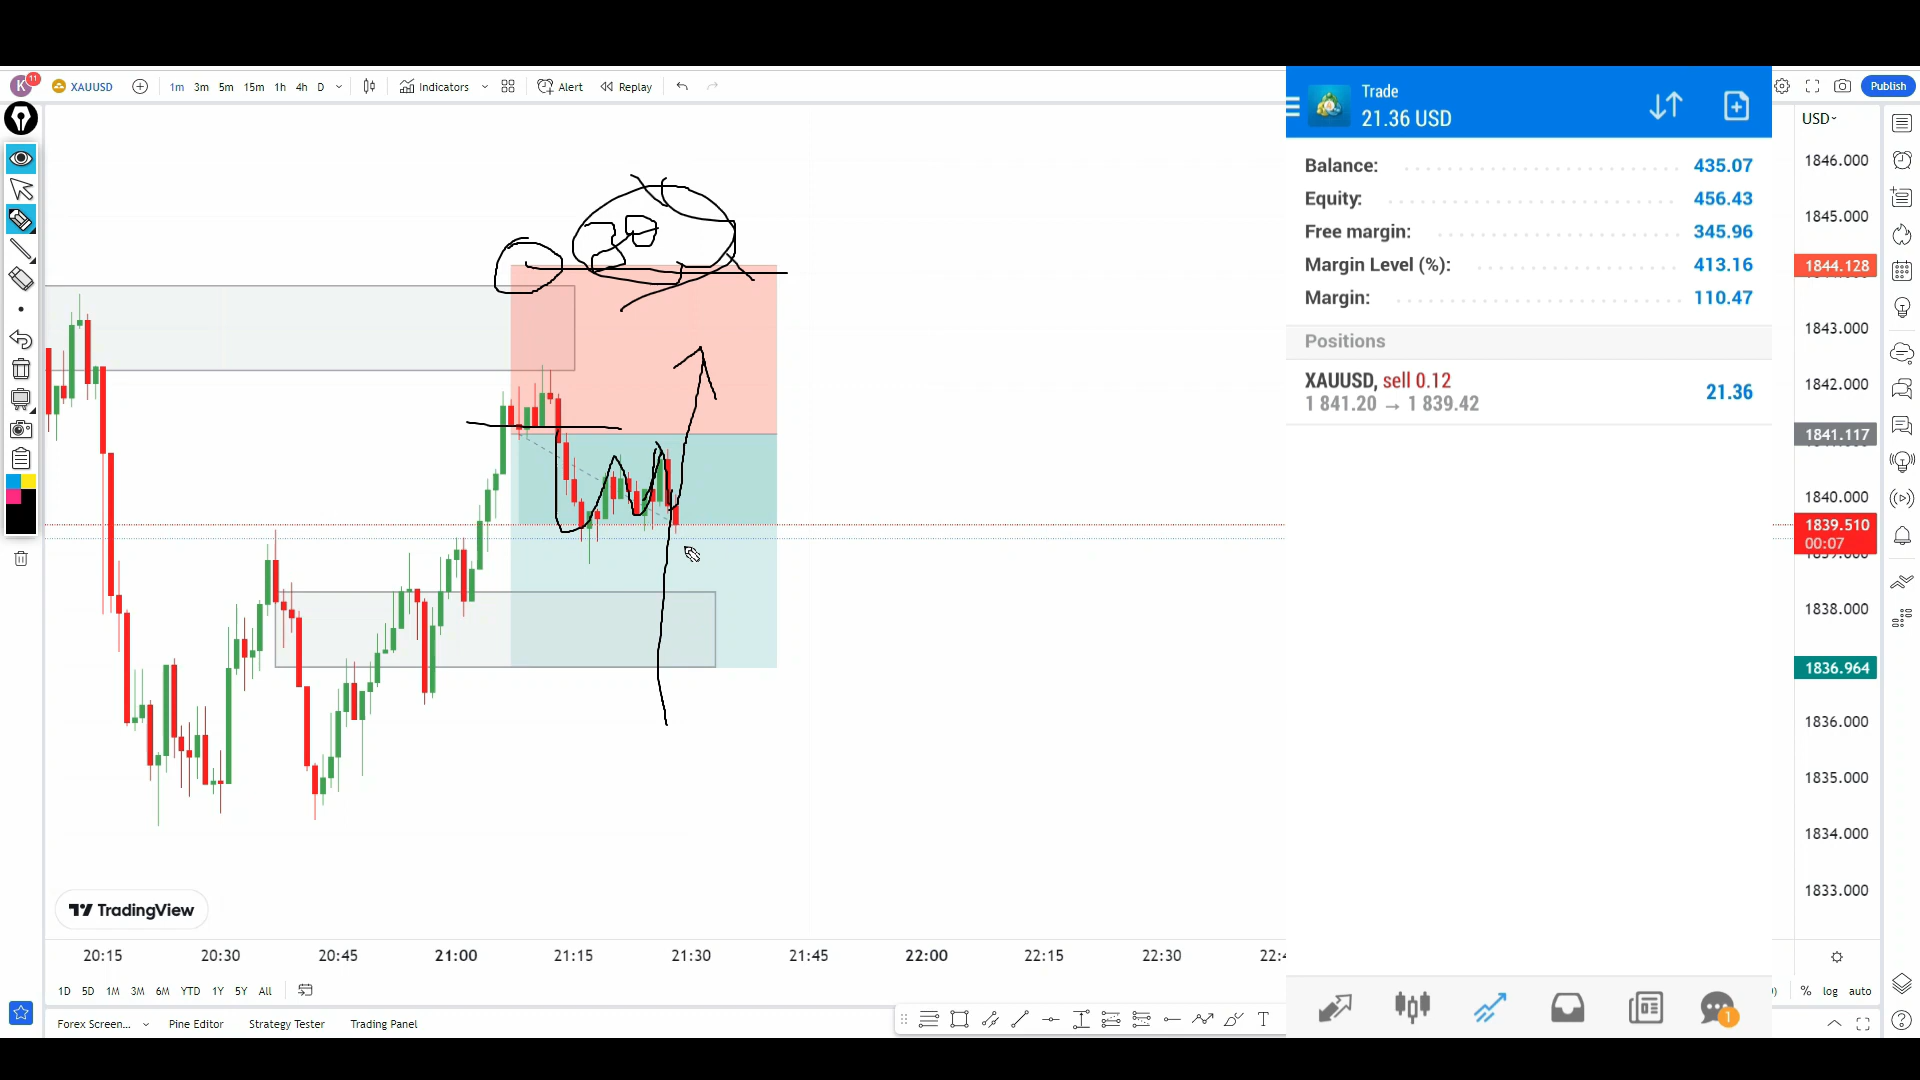 K 11 XAUUSD 1m 3m 5m 15m 1h 4h D Indicators Alert Replay Publish
USD
1846.000
1845.000
1844.128
1843.000
1842.000
1841.117
1840.000
1839.510
00:07
1838.000
1836.964
1836.000
1835.000
1834.000
1833.000
Trade
21.36 USD
Balance: 435.07
Equity: 456.43
Free margin: 345.96
Margin Level (%): 413.16
Margin: 110.47
Positions
XAUUSD, sell 0.12
1 841.20 → 1 839.42
21.36
TradingView
20:15 20:30 20:45 21:00 21:15 21:30 21:45 22:00 22:15 22:30
1D 5D 1M 3M 6M YTD 1Y 5Y All
% log auto
Forex Screen... Pine Editor Strategy Tester Trading Panel
1